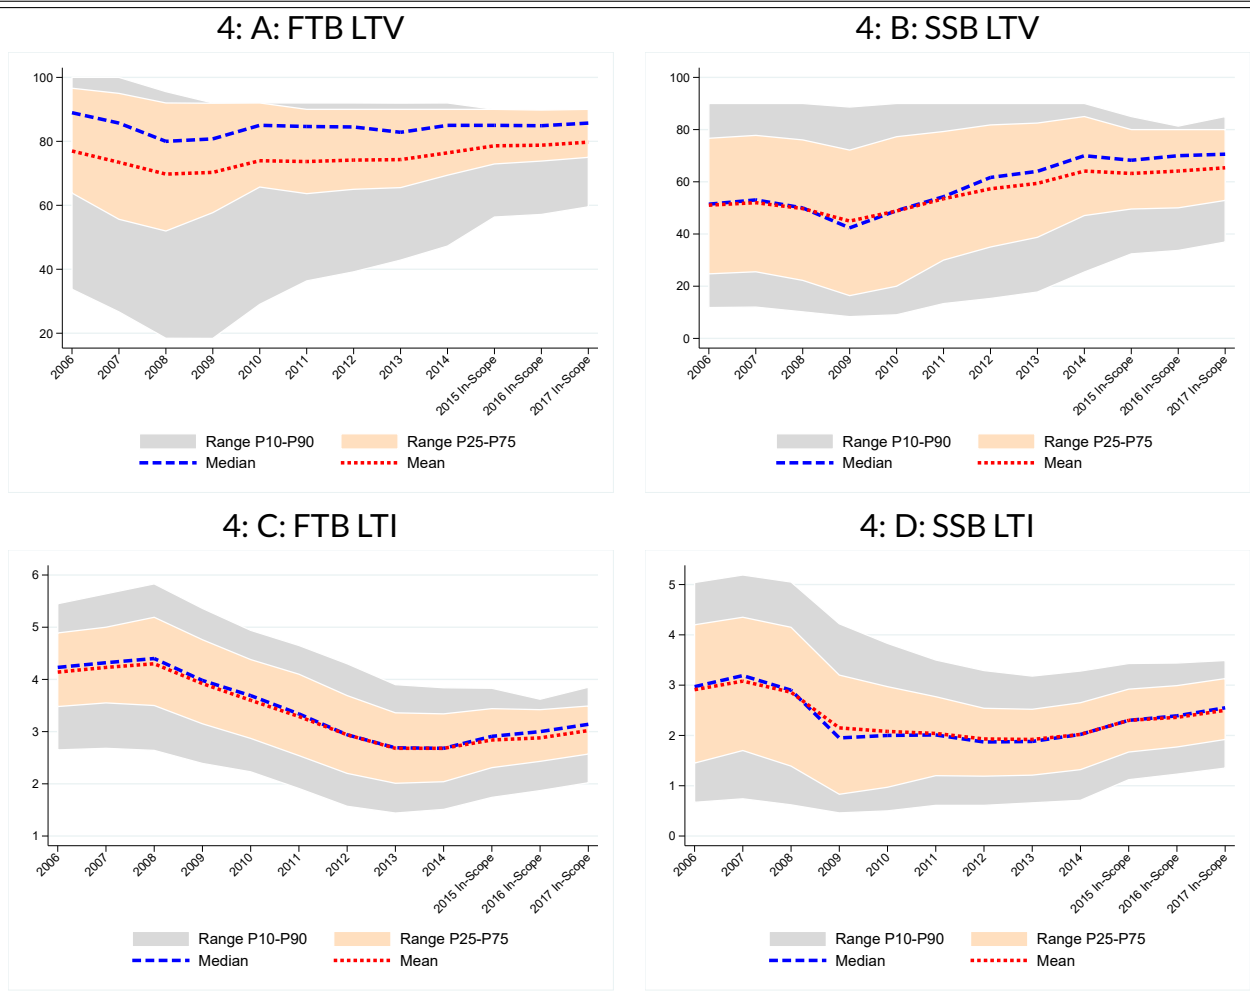 4: A: FTB LTV
100
80
60
40
20
2006
2007
2008
2009
2010
2011
2012
2013
2014
2015 In-Scope
2016 In-Scope
2017 In-Scope
Range P10-P90
Range P25-P75
Median
Mean
4: B: SSB LTV
100
80
60
40
20
0
2006
2007
2008
2009
2010
2011
2012
2013
2014
2015 In-Scope
2016 In-Scope
2017 In-Scope
Range P10-P90
Range P25-P75
Median
Mean
4: C: FTB LTI
6
5
4
3
2
1
2006
2007
2008
2009
2010
2011
2012
2013
2014
2015 In-Scope
2016 In-Scope
2017 In-Scope
Range P10-P90
Range P25-P75
Median
Mean
4: D: SSB LTI
5
4
3
2
1
0
2006
2007
2008
2009
2010
2011
2012
2013
2014
2015 In-Scope
2016 In-Scope
2017 In-Scope
Range P10-P90
Range P25-P75
Median
Mean